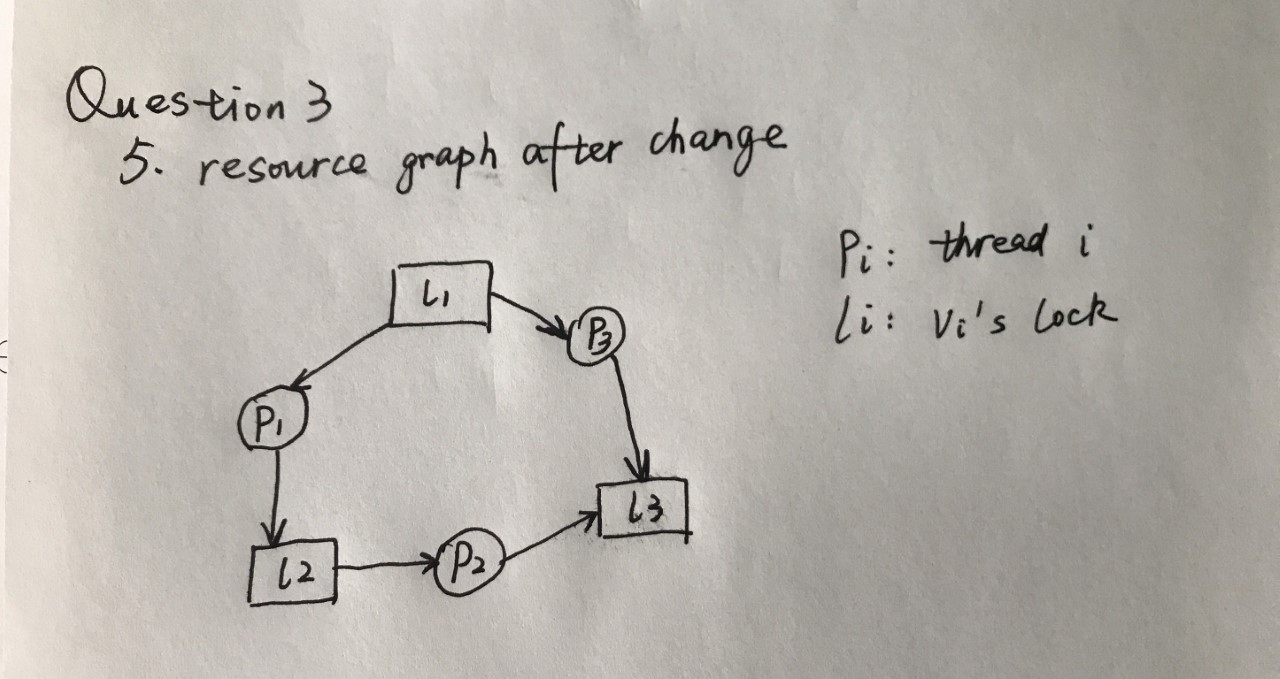 Question 3
5. resource graph after change
Pi: thread i
Li: Vi's lock
L1
P3
P1
L3
L2
P2